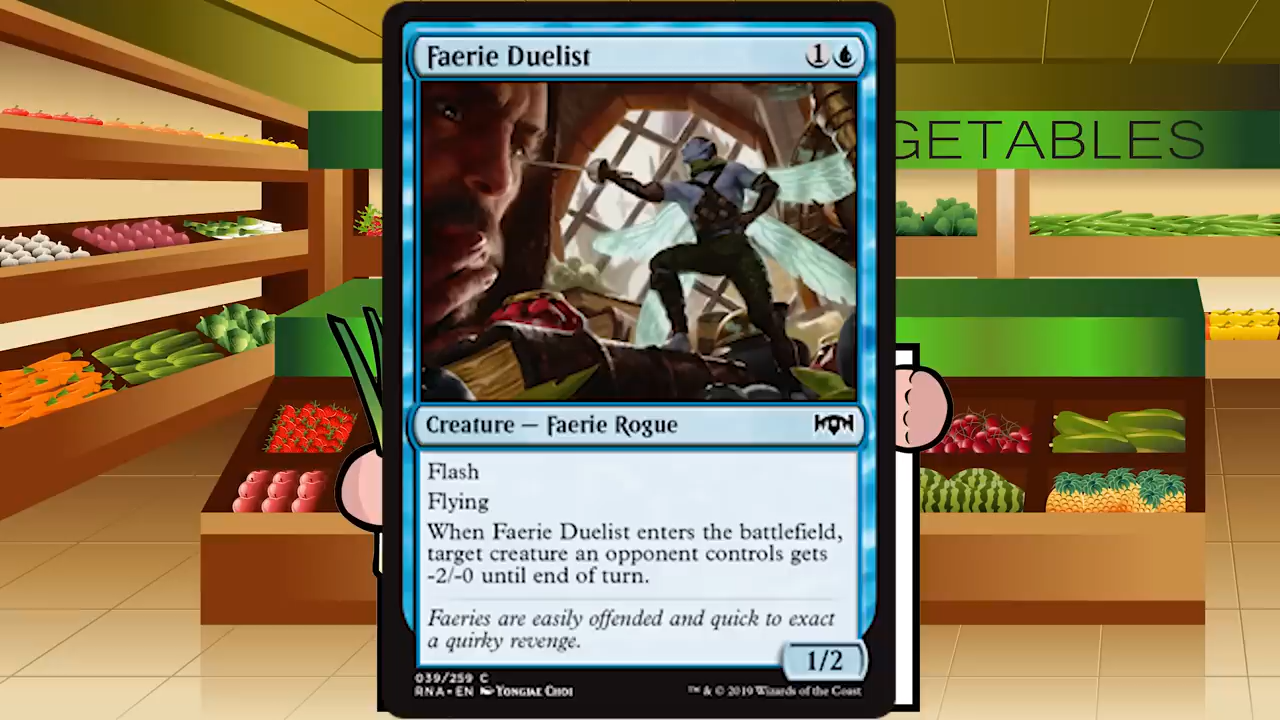 Faerie Duelist 1
GETABLES
Creature — Faerie Rogue
Flash
Flying
When Faerie Duelist enters the battlefield,
target creature an opponent controls gets
-2/-0 until end of turn.
Faeries are easily offended and quick to exact
a quirky revenge.
1/2
039/259 C
RNA • EN Yongjae Choi
™ & © 2019 Wizards of the Coast